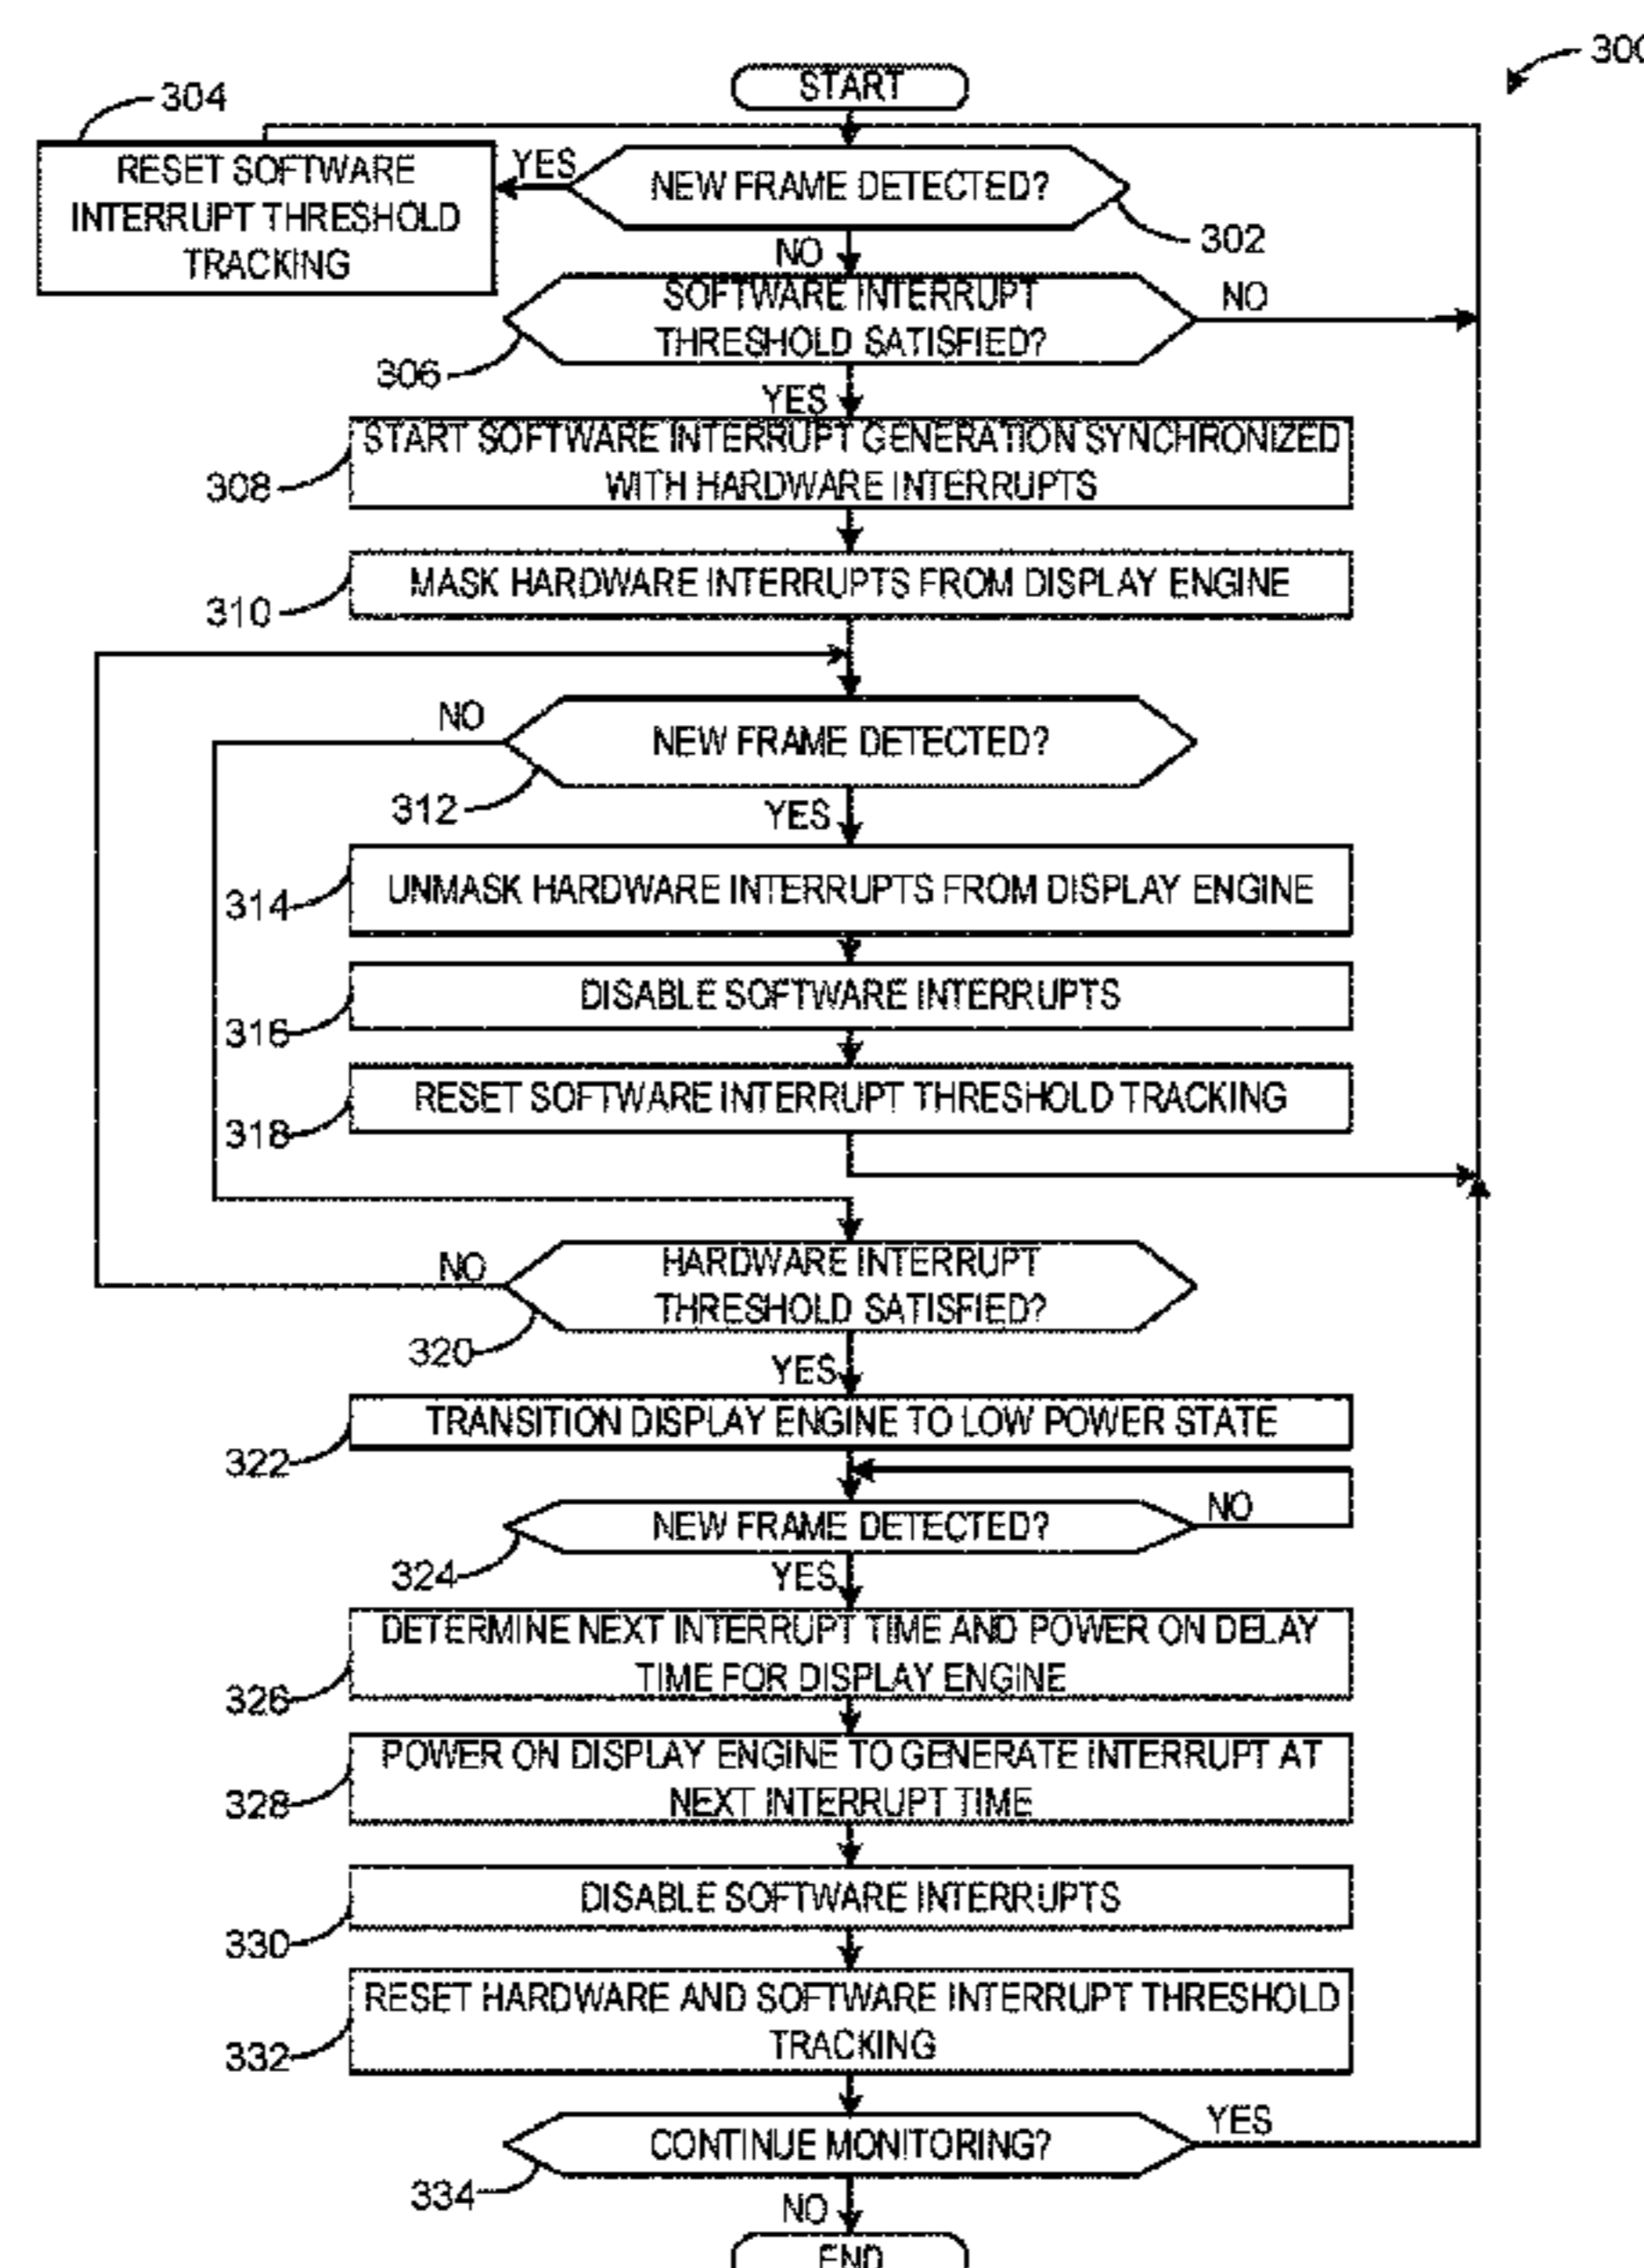 300
START
304
RESET SOFTWARE
INTERRUPT THRESHOLD
TRACKING
YES
NEW FRAME DETECTED?
302
NO
SOFTWARE INTERRUPT
THRESHOLD SATISFIED?
NO
306
YES
START SOFTWARE INTERRUPT GENERATION SYNCHRONIZED
WITH HARDWARE INTERRUPTS
308
MASK HARDWARE INTERRUPTS FROM DISPLAY ENGINE
310
NO
NEW FRAME DETECTED?
312
YES
UNMASK HARDWARE INTERRUPTS FROM DISPLAY ENGINE
314
DISABLE SOFTWARE INTERRUPTS
316
RESET SOFTWARE INTERRUPT THRESHOLD TRACKING
318
NO
HARDWARE INTERRUPT
THRESHOLD SATISFIED?
320
YES
TRANSITION DISPLAY ENGINE TO LOW POWER STATE
322
NEW FRAME DETECTED?
NO
324
YES
DETERMINE NEXT INTERRUPT TIME AND POWER ON DELAY
TIME FOR DISPLAY ENGINE
326
POWER ON DISPLAY ENGINE TO GENERATE INTERRUPT AT
NEXT INTERRUPT TIME
328
DISABLE SOFTWARE INTERRUPTS
330
RESET HARDWARE AND SOFTWARE INTERRUPT THRESHOLD
TRACKING
332
CONTINUE MONITORING?
YES
334
NO
END